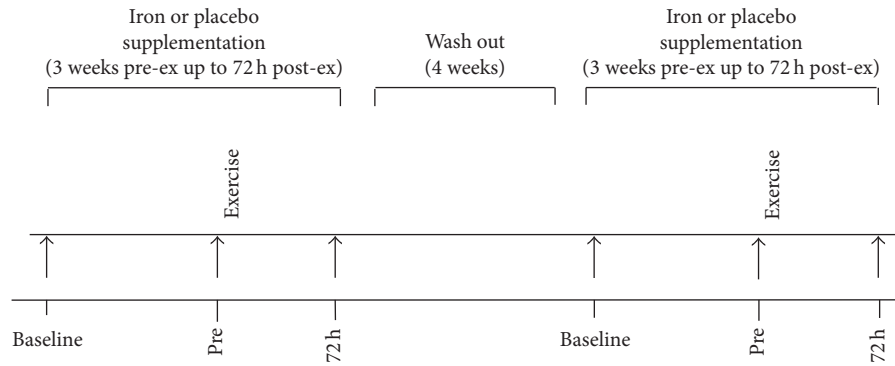 Iron or placebo
supplementation
(3 weeks pre-ex up to 72 h post-ex)
Wash out
(4 weeks)
Iron or placebo
supplementation
(3 weeks pre-ex up to 72 h post-ex)
Exercise
Exercise
Baseline
Pre
72 h
Baseline
Pre
72 h